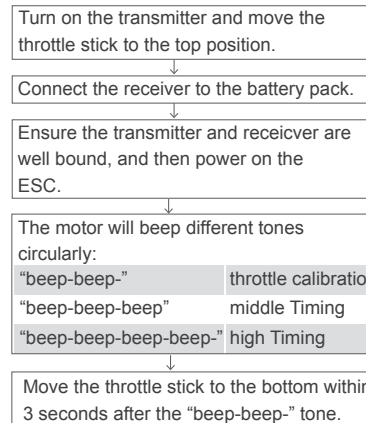 Turn on the transmitter and move the
throttle stick to the top position.
Connect the receiver to the battery pack.
Ensure the transmitter and receicver are
well bound, and then power on the
ESC.
The motor will beep different tones
circularly:
“beep-beep-” throttle calibratio
“beep-beep-beep” middle Timing
“beep-beep-beep-beep-” high Timing
Move the throttle stick to the bottom within
3 seconds after the “beep-beep-” tone.